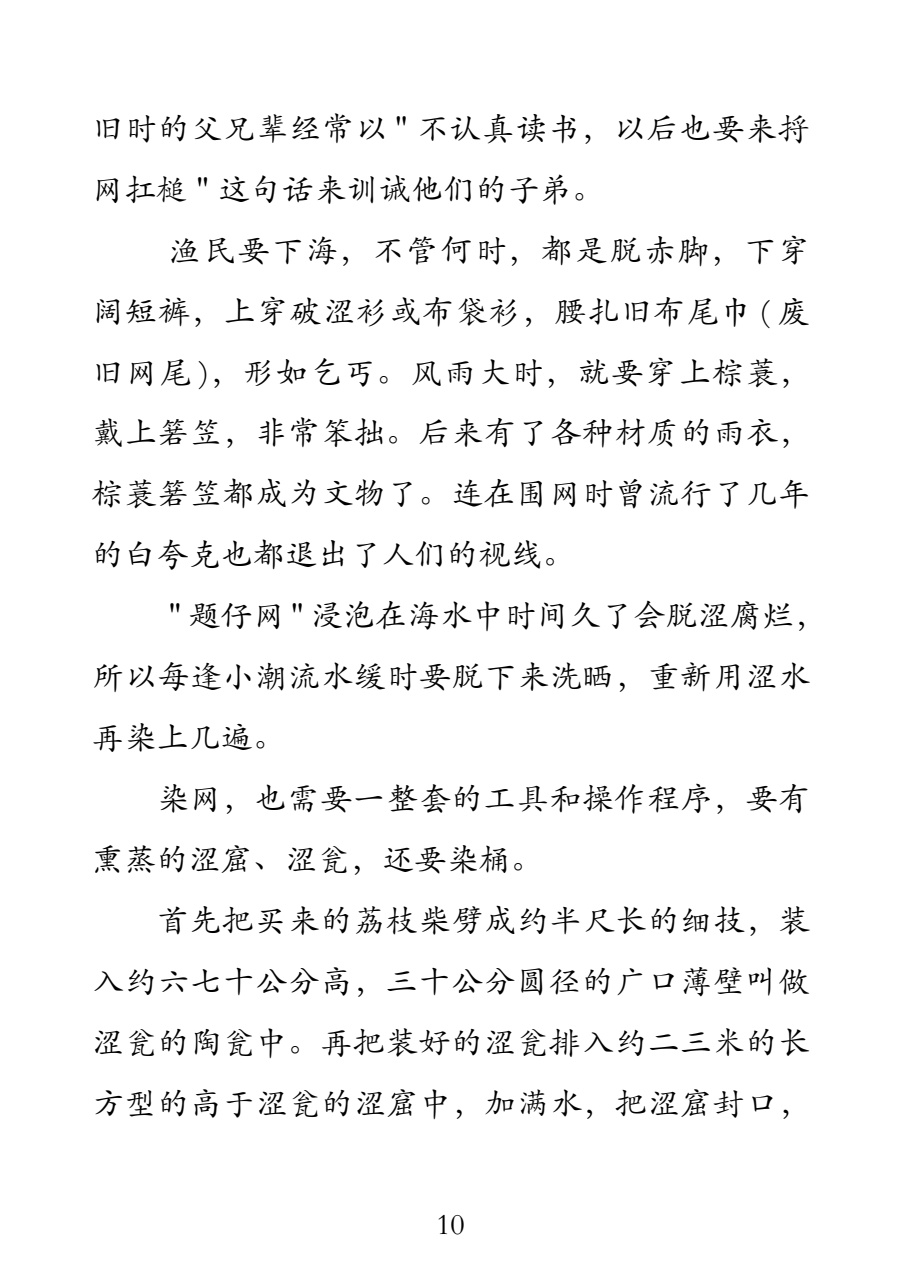 旧时的父兄辈经常以"不认真读书，以后也要来捋
网扛槌"这句话来训诫他们的子弟。
渔民要下海，不管何时，都是脱赤脚，下穿
阔短裤，上穿破涩衫或布袋衫，腰扎旧布尾巾(废
旧网尾)，形如乞丐。风雨大时，就要穿上棕蓑，
戴上箬笠，非常笨拙。后来有了各种材质的雨衣，
棕蓑箬笠都成为文物了。连在围网时曾流行了几年
的白夸克也都退出了人们的视线。
"题仔网"浸泡在海水中时间久了会脱涩腐烂，
所以每逢小潮流水缓时要脱下来洗晒，重新用涩水
再染上几遍。
染网，也需要一整套的工具和操作程序，要有
熏蒸的涩窟、涩瓮，还要染桶。
首先把买来的荔枝柴劈成约半尺长的细技，装
入约六七十公分高，三十公分圆径的广口薄壁叫做
涩瓮的陶瓮中。再把装好的涩瓮排入约二三米的长
方型的高于涩瓮的涩窟中，加满水，把涩窟封口，
10